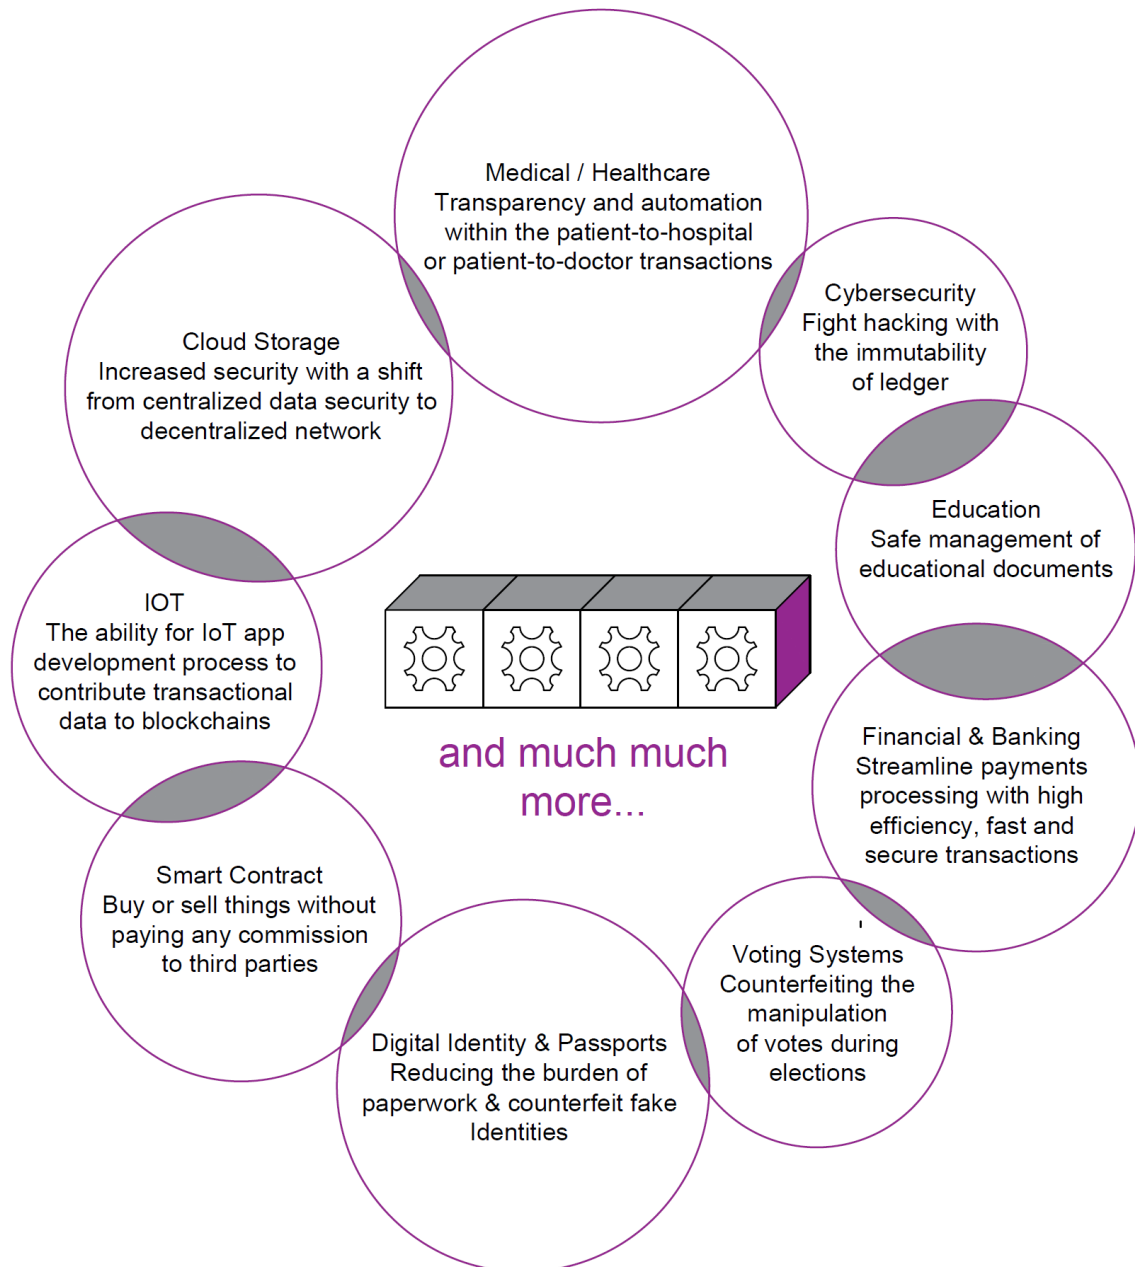 Medical / Healthcare
Transparency and automation
within the patient-to-hospital
or patient-to-doctor transactions
Cybersecurity
Fight hacking with
the immutability
of ledger
Cloud Storage
Increased security with a shift
from centralized data security to
decentralized network
Education
Safe management of
educational documents
IOT
The ability for IoT app
development process to
contribute transactional
data to blockchains
and much much
more...
Financial & Banking
Streamline payments
processing with high
efficiency, fast and
secure transactions
Smart Contract
Buy or sell things without
paying any commission
to third parties
Voting Systems
Counterfeiting the
manipulation
of votes during
elections
Digital Identity & Passports
Reducing the burden of
paperwork & counterfeit fake
Identities